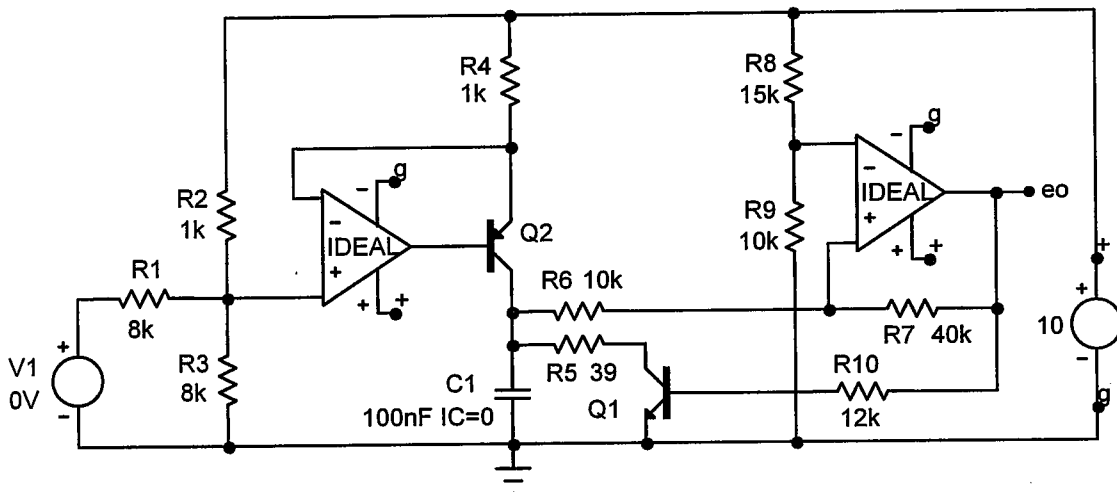 R4
1k
R8
15k
g
−
−
IDEAL
+
+
+
eo
R2
1k
g
−
−
IDEAL
+
+
+
Q2
R9
10k
R1
8k
R6 10k
R7 40k
+
+
10
−
g
V1
0V
+
−
R3
8k
C1
100nF IC=0
R5 39
Q1
R10
12k